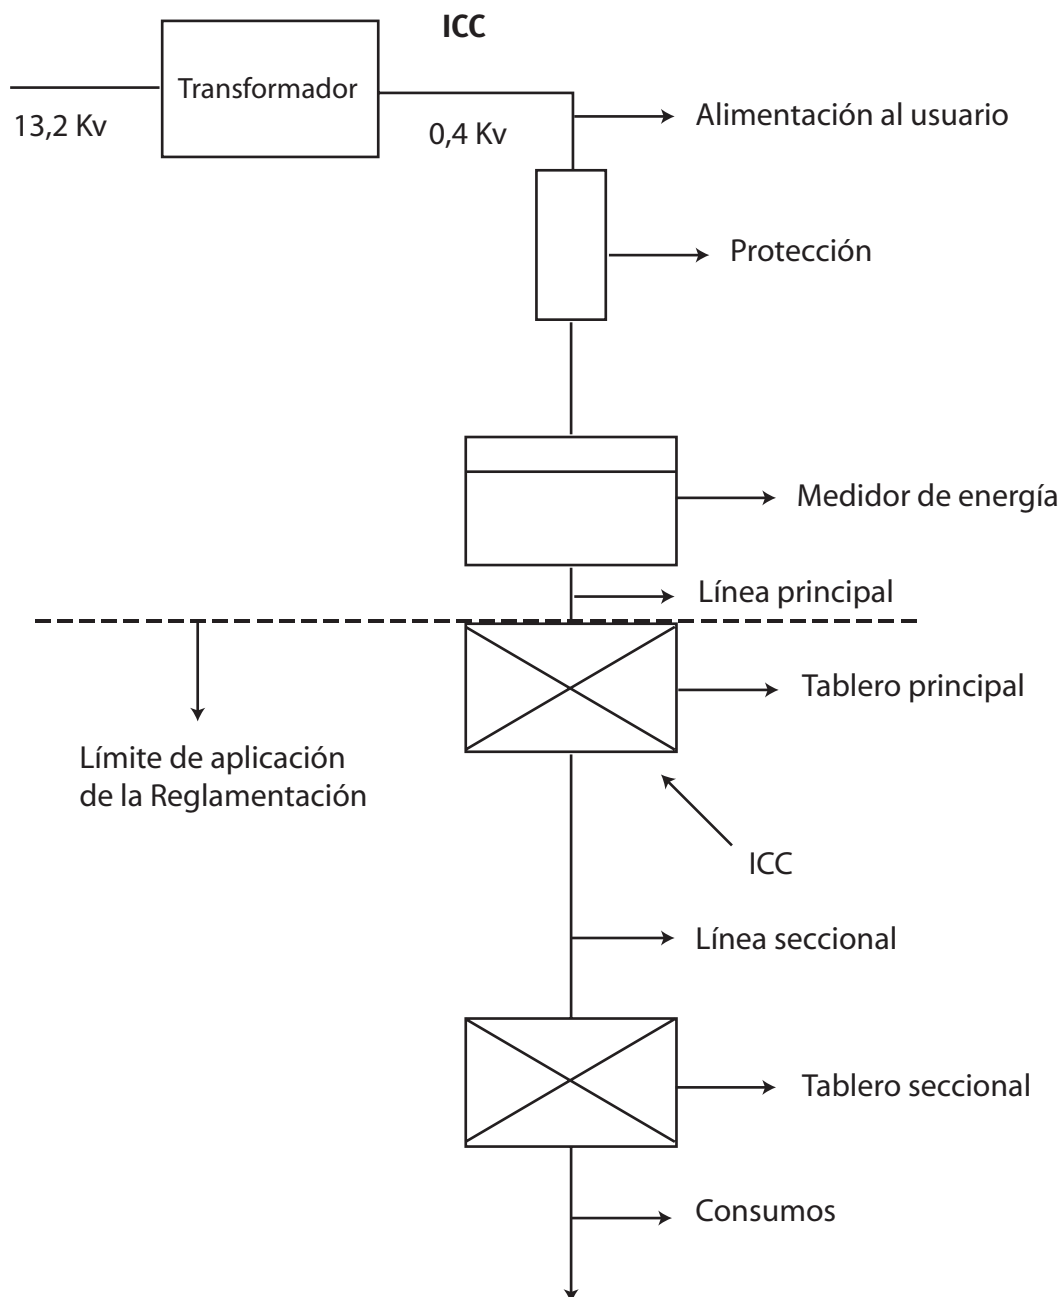 ICC
Transformador
13,2 Kv
0,4 Kv
Alimentación al usuario
Protección
Medidor de energía
Línea principal
Tablero principal
Límite de aplicación
de la Reglamentación
ICC
Línea seccional
Tablero seccional
Consumos